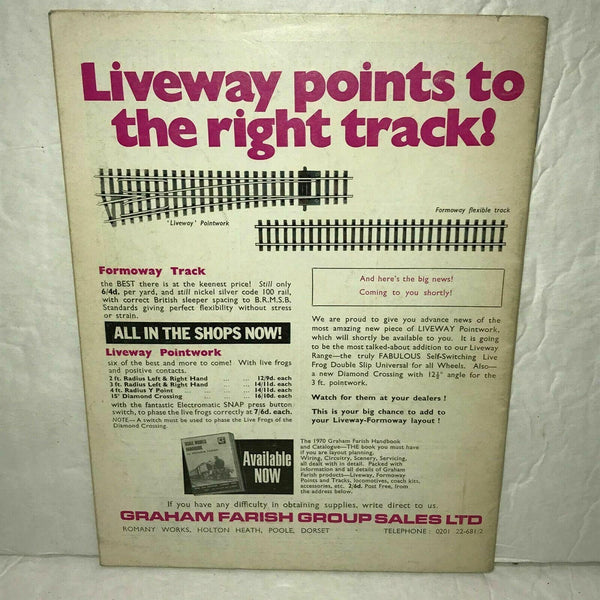 Liveway points to
the right track!
'Liveway' Pointwork
Formoway flexible track
Formoway Track
the BEST there is at the keenest price! Still only
6/4d. per yard, and still nickel silver code 100 rail,
with correct British sleeper spacing to B.R.M.S.B.
Standards giving perfect flexibility without stress
or strain.
ALL IN THE SHOPS NOW!
Liveway Pointwork
six of the best and more to come! With live frogs
and positive contacts.
2 ft. Radius Left & Right Hand ... ... 12/9d. each
3 ft. Radius Left & Right Hand ... ... 14/11d. each
4 ft. Radius Y Point ... ... ... 14/11d. each
15° Diamond Crossing ... ... ... 16/10d. each
with the fantastic Electromatic SNAP press button
switch, to phase the live frogs correctly at 7/6d. each.
NOTE—A switch must be used to phase the Live Frogs of the
Diamond Crossing.
And here's the big news!
Coming to you shortly!
We are proud to give you advance news of the
most amazing new piece of LIVEWAY Pointwork,
which will shortly be available to you. It is going
to be the most talked-about addition to our Liveway
Range—the truly FABULOUS Self-Switching Live
Frog Double Slip Universal for all Wheels. Also—
a new Diamond Crossing with 12½° angle for the
3 ft. pointwork.
Watch for them at your dealers!
This is your big chance to add to
your Liveway-Formoway layout!
Available
NOW
The 1970 Graham Farish Handbook
and Catalogue—THE book you must have
if you are layout planning.
Wiring, Circuitry, Scenery, Servicing,
all dealt with in detail. Packed with
information and all details of Graham
Farish products—Liveway, Formoway
Points and Tracks, locomotives, coach kits,
accessories, etc. 2/6d. Post Free, from
the address below.
If you have any difficulty in obtaining supplies, write direct to us.
GRAHAM FARISH GROUP SALES LTD
ROMANY WORKS, HOLTON HEATH, POOLE, DORSET
TELEPHONE: 0201 22-681/2